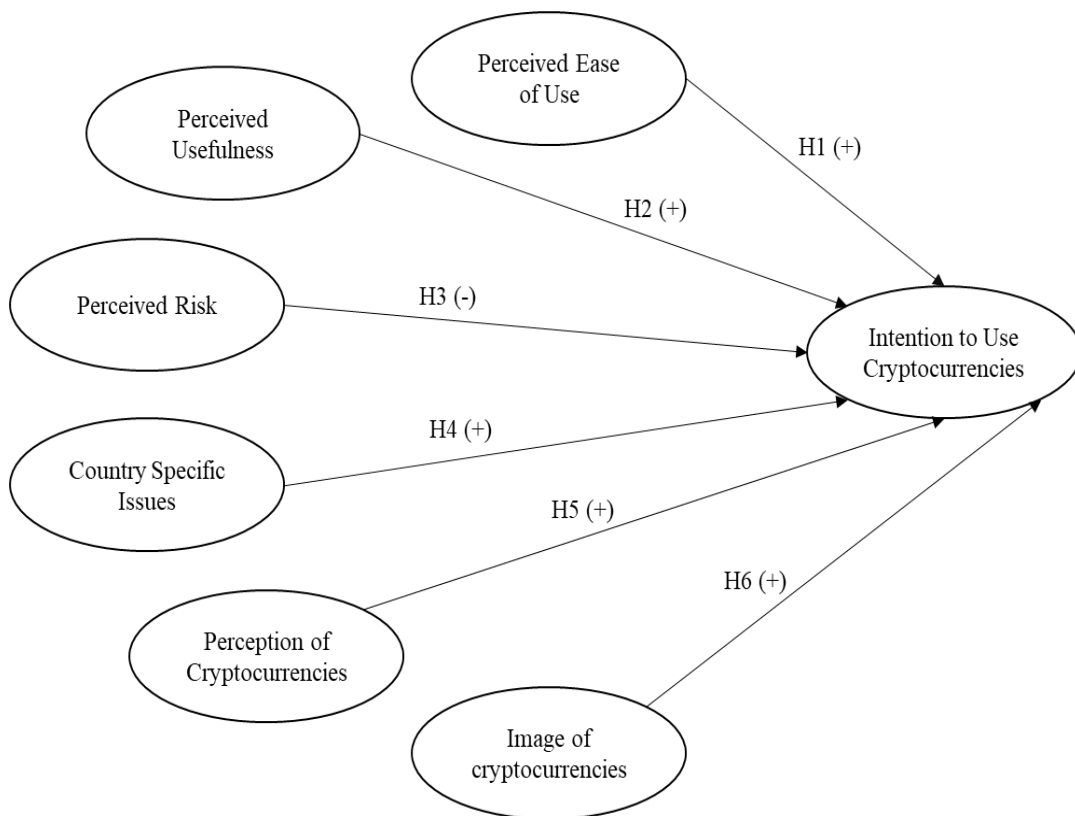 Perceived Ease
of Use
Perceived
Usefulness
H1 (+)
H2 (+)
Perceived Risk
H3 (-)
Intention to Use
Cryptocurrencies
Country Specific
Issues
H4 (+)
H5 (+)
H6 (+)
Perception of
Cryptocurrencies
Image of
cryptocurrencies